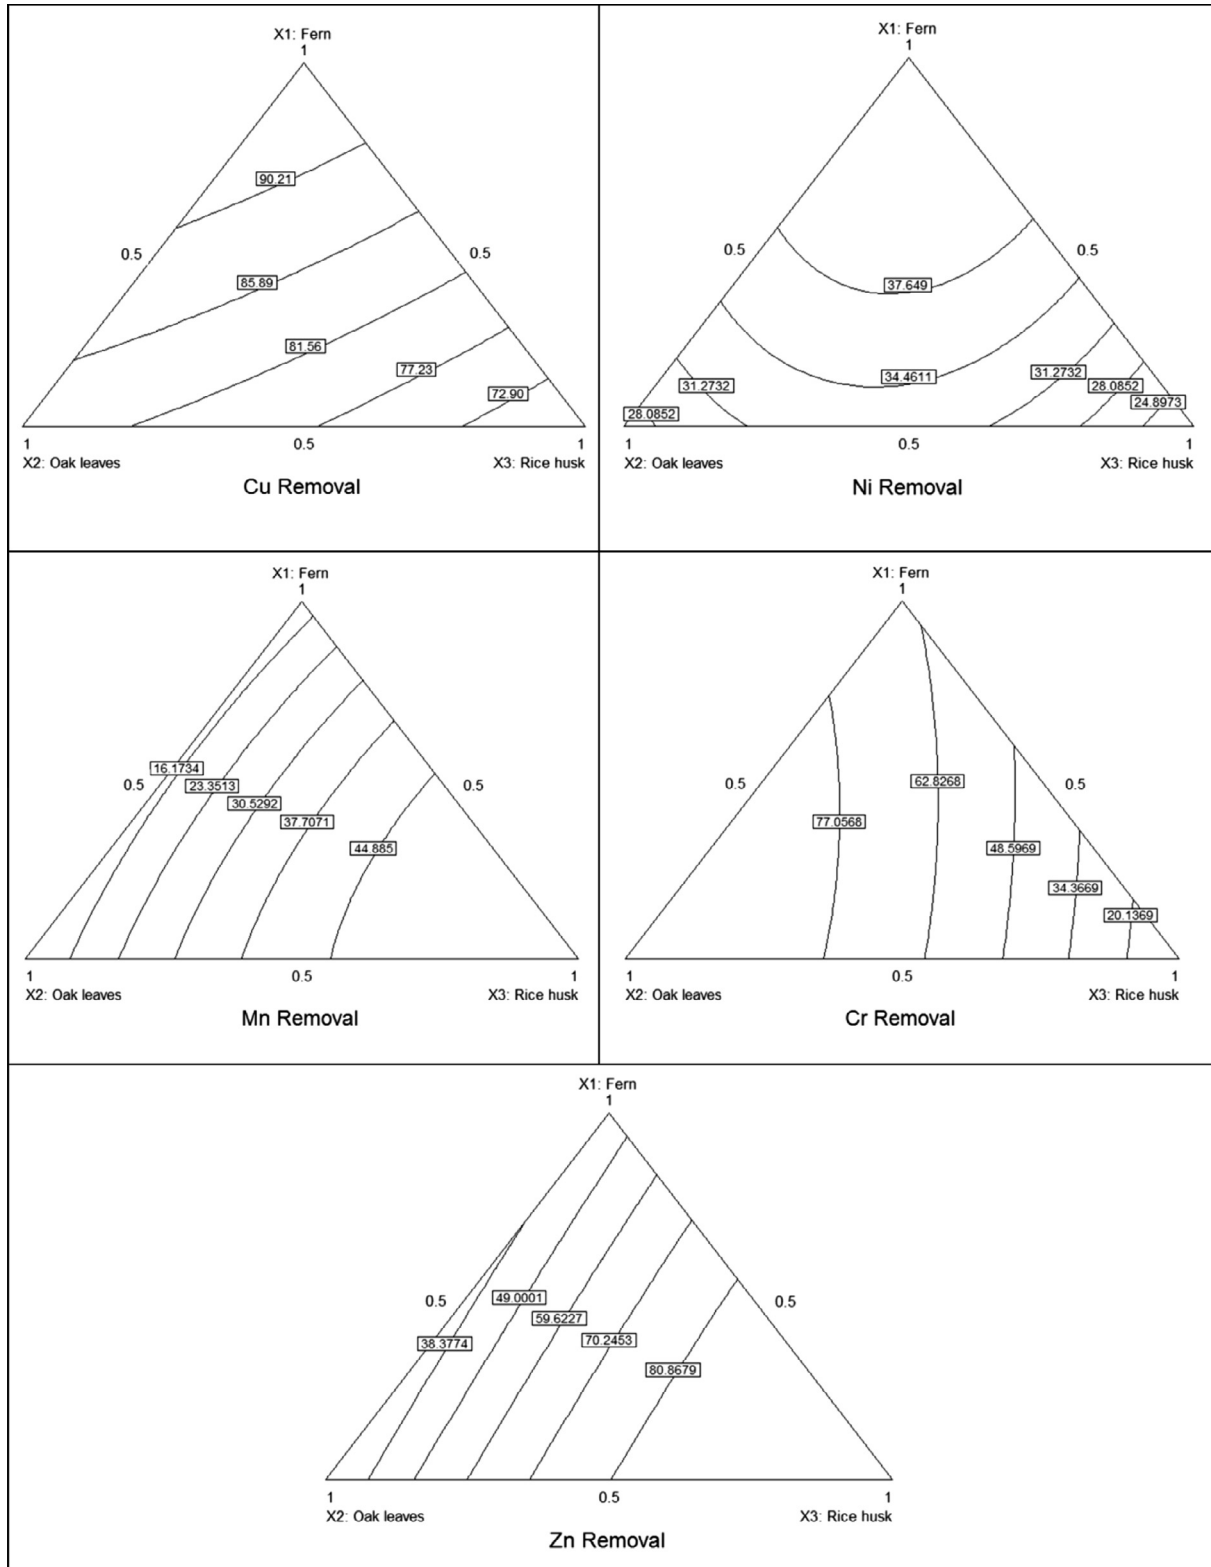 X1: Fern
1
90.21
0.5
0.5
85.89
81.56
77.23
72.90
1
0.5
1
X2: Oak leaves
X3: Rice husk
Cu Removal
X1: Fern
1
0.5
0.5
37.649
34.4611
31.2732
31.2732
28.0852
24.8973
28.0852
1
0.5
1
X2: Oak leaves
X3: Rice husk
Ni Removal
X1: Fern
1
16.1734
0.5
0.5
23.3513
30.5292
37.7071
44.885
1
0.5
1
X2: Oak leaves
X3: Rice husk
Mn Removal
X1: Fern
1
0.5
0.5
62.8268
77.0568
48.5969
34.3669
20.1369
1
0.5
1
X2: Oak leaves
X3: Rice husk
Cr Removal
X1: Fern
1
0.5
0.5
49.0001
59.6227
38.3774
70.2453
80.8679
1
0.5
1
X2: Oak leaves
X3: Rice husk
Zn Removal